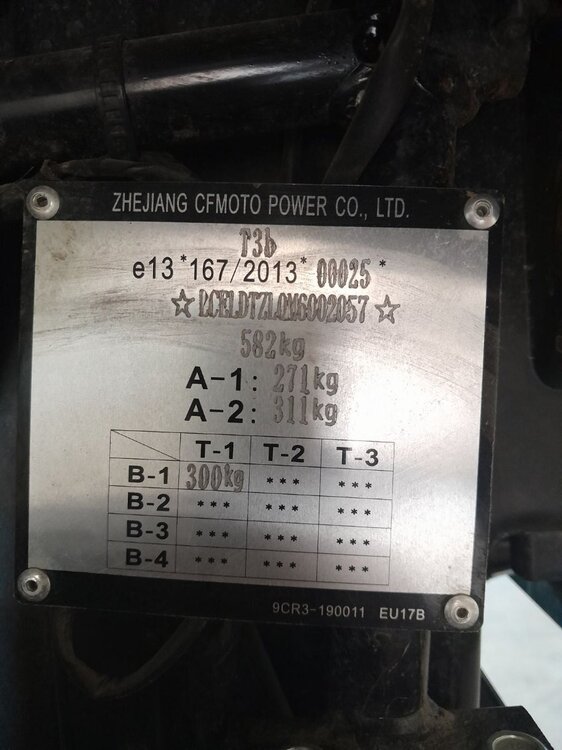 ZHEJIANG CFMOTO POWER CO., LTD.
T3b
e13*167/2013*00025*
☆LCELDTZL0M6002057☆
582kg
A-1: 271kg
A-2: 311kg
T-1 T-2 T-3
B-1 300kg *** ***
B-2 *** *** ***
B-3 *** *** ***
B-4 *** *** ***
9CR3-190011 EU17B